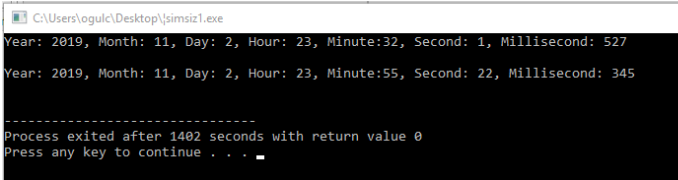 C:\Users\ogulc\Desktop\¦simsiz1.exe
Year: 2019, Month: 11, Day: 2, Hour: 23, Minute:32, Second: 1, Millisecond: 527
Year: 2019, Month: 11, Day: 2, Hour: 23, Minute:55, Second: 22, Millisecond: 345
--------------------------------
Process exited after 1402 seconds with return value 0
Press any key to continue . . .